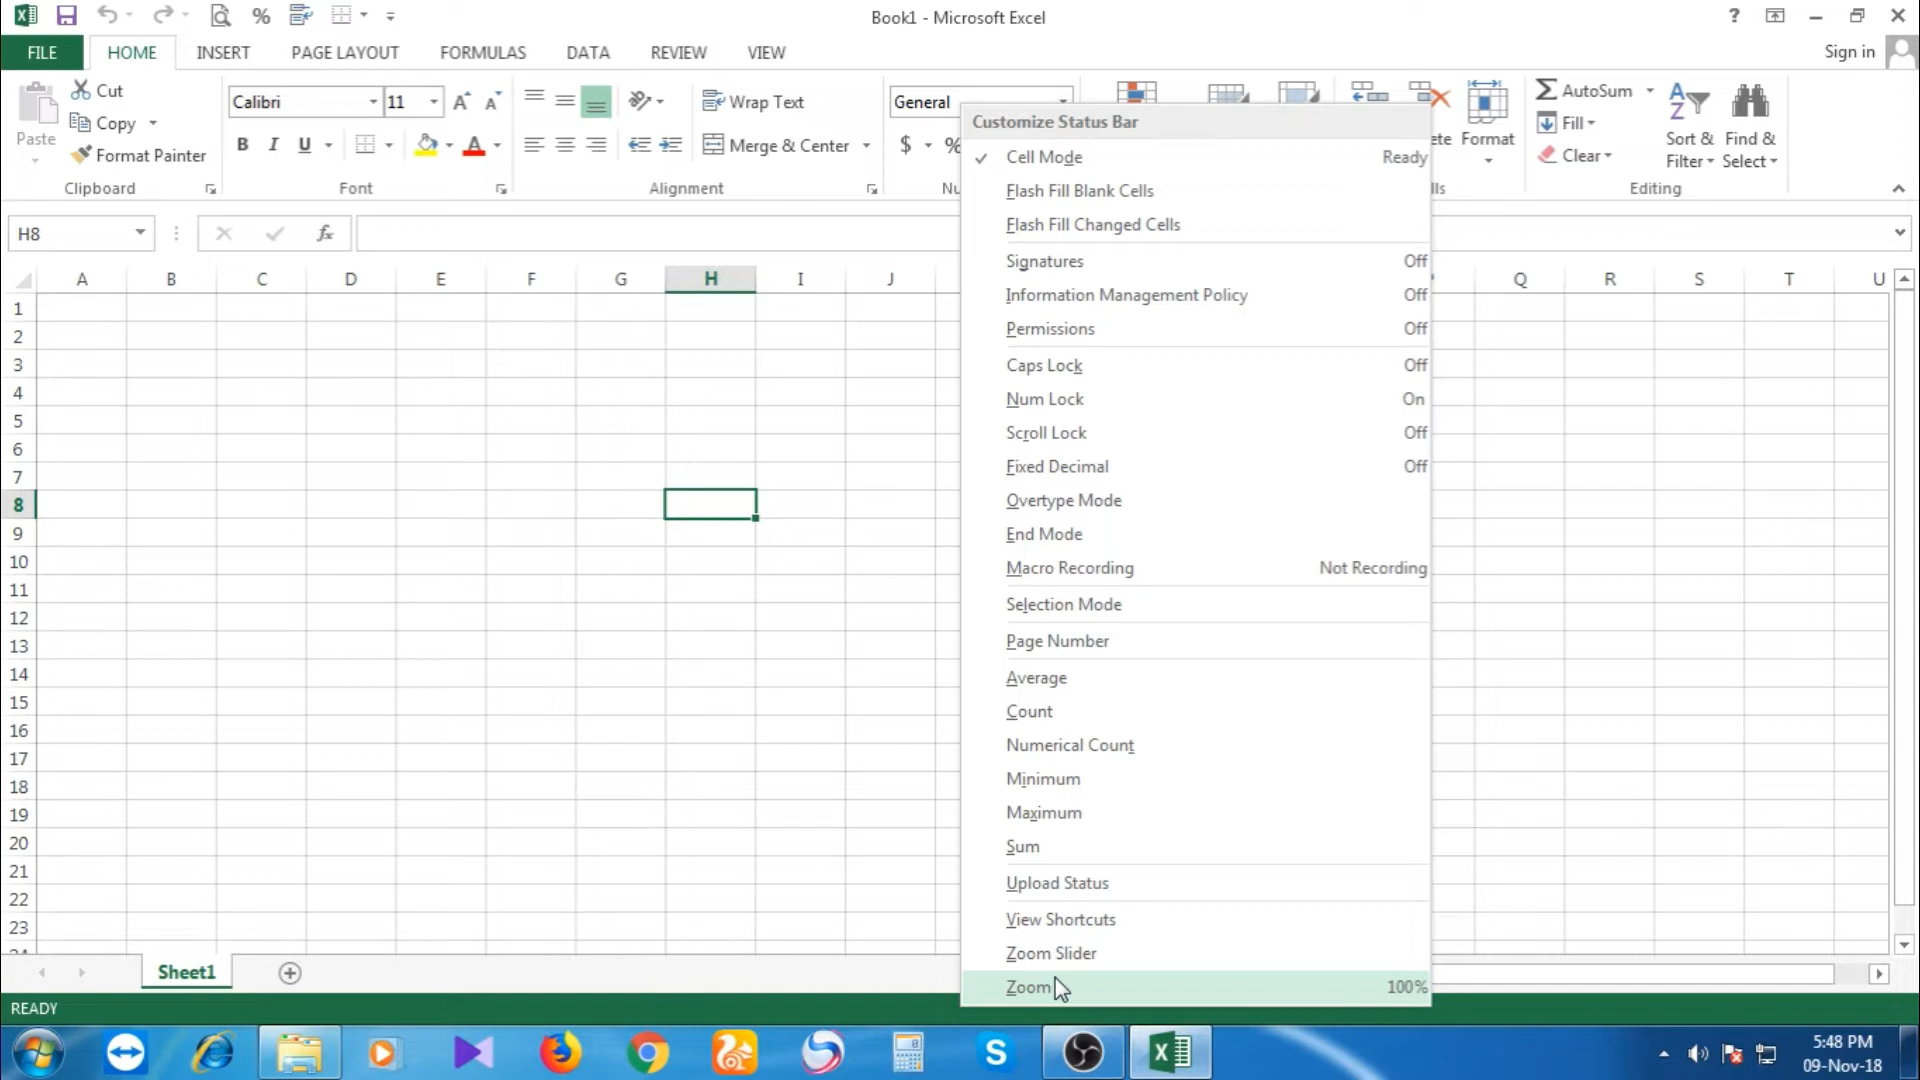 Book1 - Microsoft Excel
?
FILE HOME INSERT PAGE LAYOUT FORMULAS DATA REVIEW VIEW
Sign in
Paste
Cut
Copy
Format Painter
Clipboard
Calibri 11
B I U A
Font
Wrap Text
Merge & Center
Alignment
General
$ %
Format
AutoSum
Fill
Clear
Sort & Filter
Find & Select
Editing
H8
fx
A B C D E F G H I J Q R S T U
1
2
3
4
5
6
7
8
9
10
11
12
13
14
15
16
17
18
19
20
21
22
23
Customize Status Bar
Cell Mode Ready
Flash Fill Blank Cells
Flash Fill Changed Cells
Signatures Off
Information Management Policy Off
Permissions Off
Caps Lock Off
Num Lock On
Scroll Lock Off
Fixed Decimal Off
Overtype Mode
End Mode
Macro Recording Not Recording
Selection Mode
Page Number
Average
Count
Numerical Count
Minimum
Maximum
Sum
Upload Status
View Shortcuts
Zoom Slider
Zoom 100%
Sheet1
READY
5:48 PM
09-Nov-18